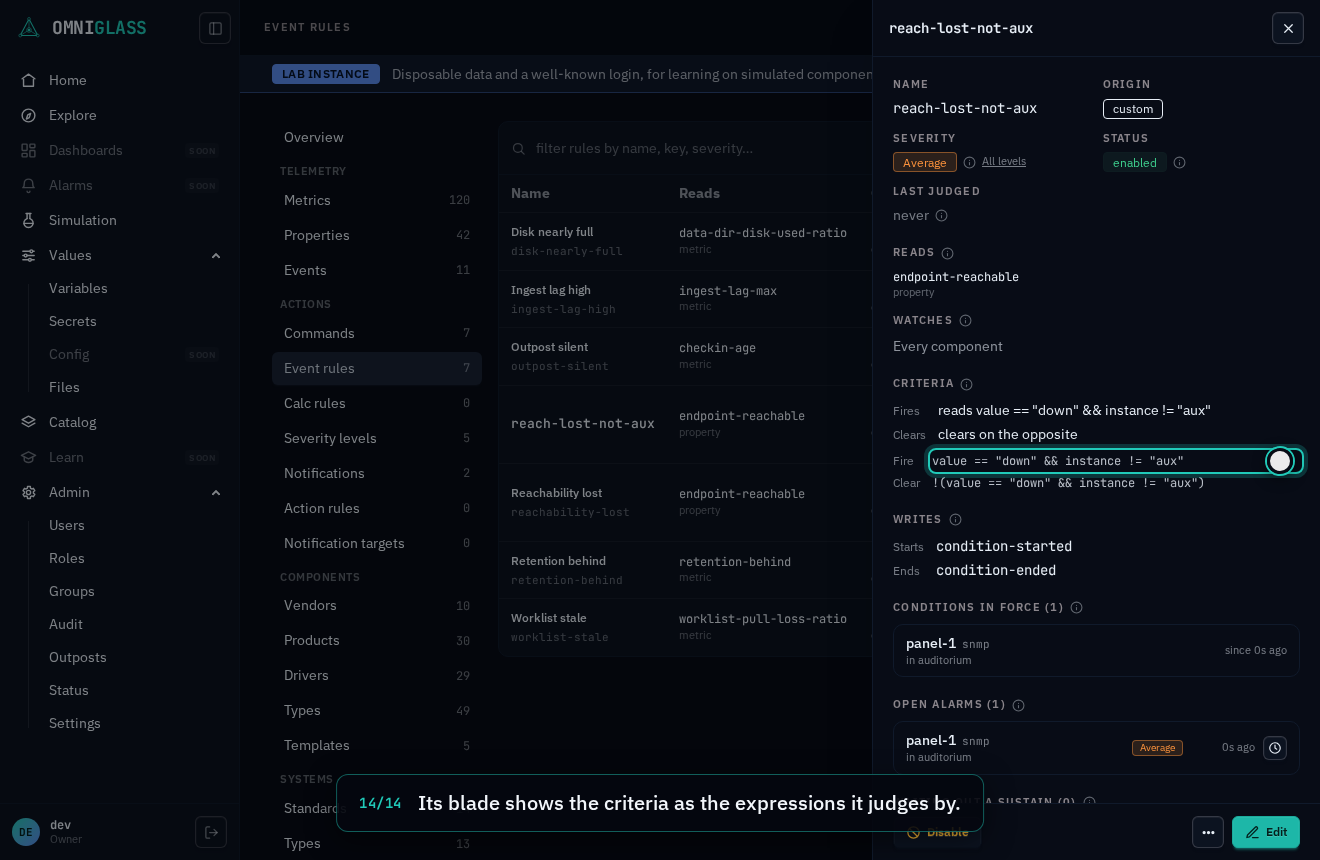 OMNIGLASS
Home
Explore
Dashboards SOON
Alarms SOON
Simulation
Values
Variables
Secrets
Config SOON
Files
Catalog
Learn SOON
Admin
Users
Roles
Groups
Audit
Outposts
Status
Settings
DE
dev
Owner
EVENT RULES
LAB INSTANCE Disposable data and a well-known login, for learning on simulated componen
Overview
TELEMETRY
Metrics 120
Properties 42
Events 11
ACTIONS
Commands 7
Event rules 7
Calc rules 0
Severity levels 5
Notifications 2
Action rules 0
Notification targets 0
COMPONENTS
Vendors 10
Products 30
Drivers 29
Types 49
Templates 5
SYSTEMS
Standards
Types 13
filter rules by name, key, severity...
Name Reads
Disk nearly full data-dir-disk-used-ratio
disk-nearly-full metric
Ingest lag high ingest-lag-max
ingest-lag-high metric
Outpost silent checkin-age
outpost-silent metric
reach-lost-not-aux endpoint-reachable
property
Reachability lost endpoint-reachable
reachability-lost property
Retention behind retention-behind
retention-behind metric
Worklist stale worklist-pull-loss-ratio
worklist-stale metric
reach-lost-not-aux
NAME ORIGIN
reach-lost-not-aux custom
SEVERITY STATUS
Average All levels enabled
LAST JUDGED
never
READS
endpoint-reachable
property
WATCHES
Every component
CRITERIA
Fires reads value == "down" && instance != "aux"
Clears clears on the opposite
Fire value == "down" && instance != "aux"
Clear !(value == "down" && instance != "aux")
WRITES
Starts condition-started
Ends condition-ended
CONDITIONS IN FORCE (1)
panel-1 snmp
in auditorium
since 0s ago
OPEN ALARMS (1)
panel-1 snmp
in auditorium
Average 0s ago
A SUSTAIN (0)
Disable
Edit
14/14 Its blade shows the criteria as the expressions it judges by.